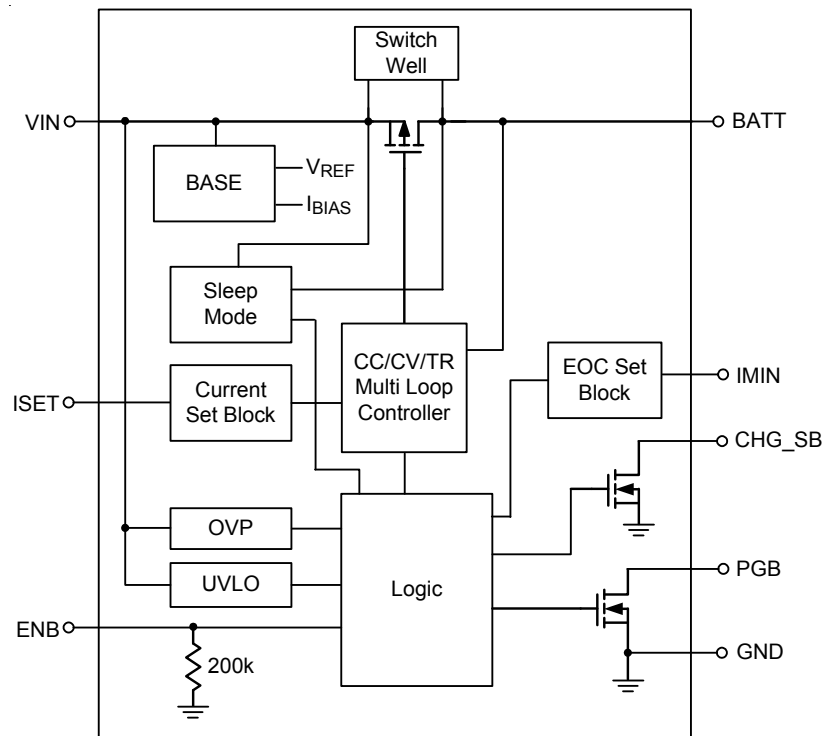 Switch
Well
VIN
BATT
BASE
VREF
IBIAS
Sleep
Mode
CC/CV/TR
Multi Loop
Controller
EOC Set
Block
IMIN
ISET
Current
Set Block
CHG_SB
OVP
UVLO
Logic
PGB
ENB
200k
GND